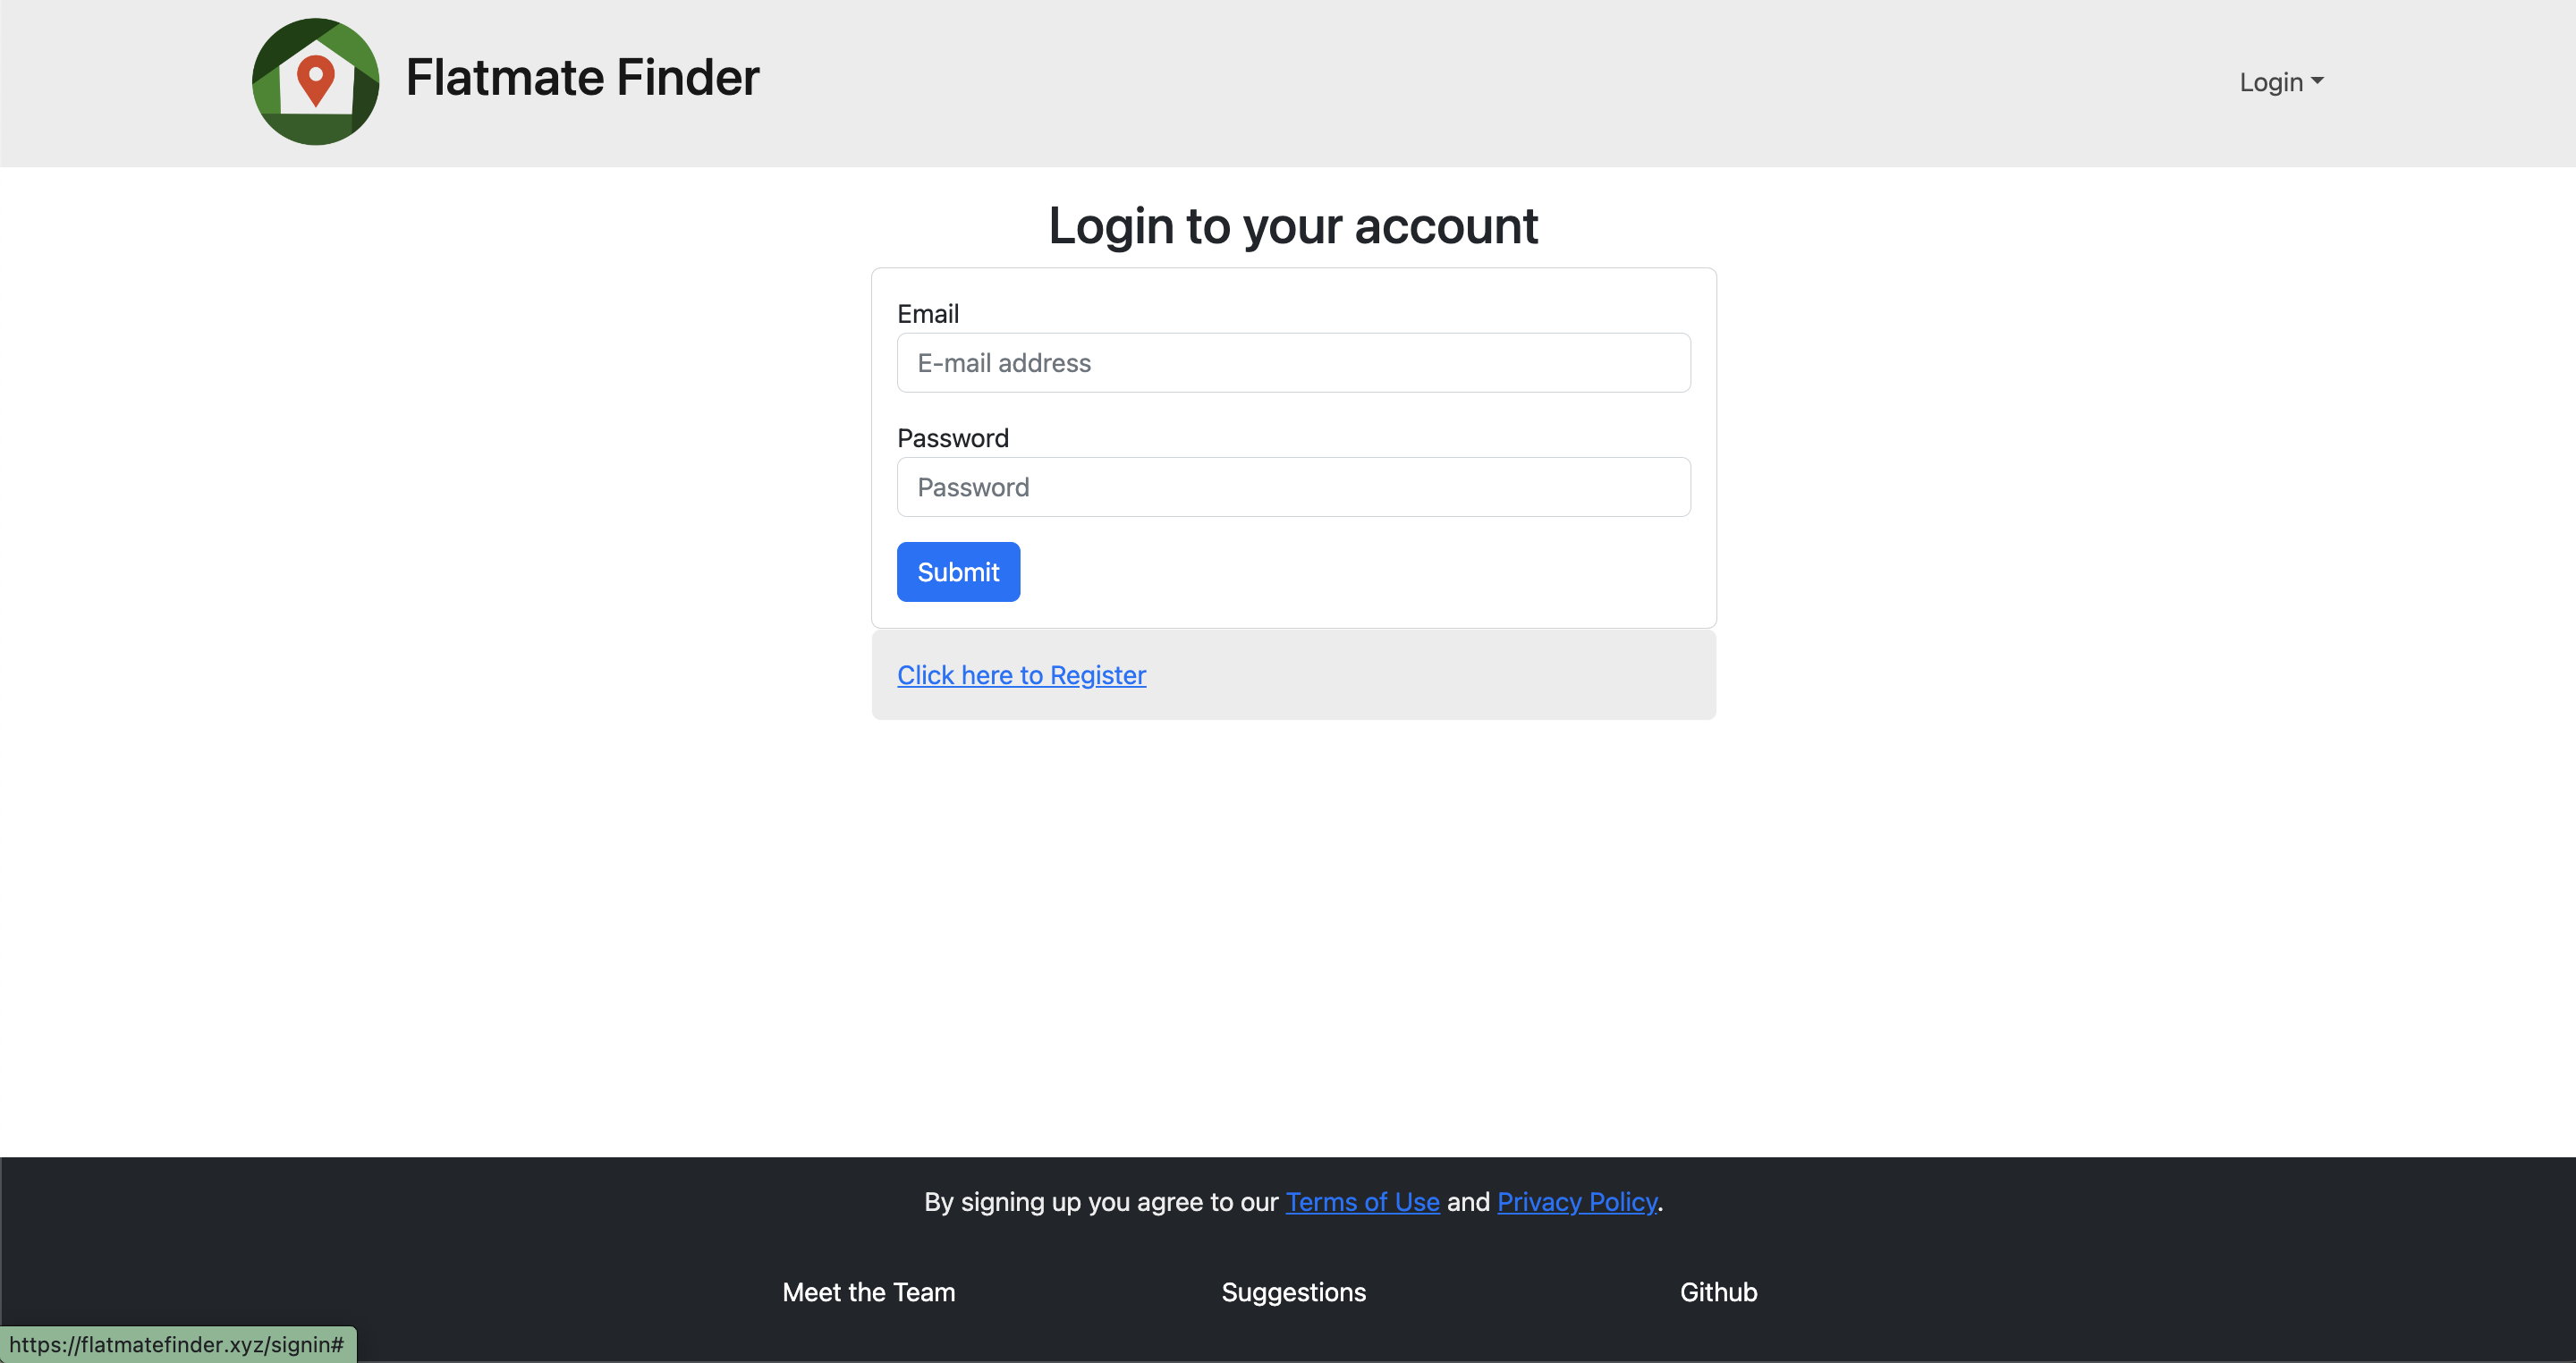 Flatmate Finder
Login
Login to your account
Email
E-mail address
Password
Password
Submit
Click here to Register
By signing up you agree to our Terms of Use and Privacy Policy.
Meet the Team
Suggestions
Github
https://flatmatefinder.xyz/signin#